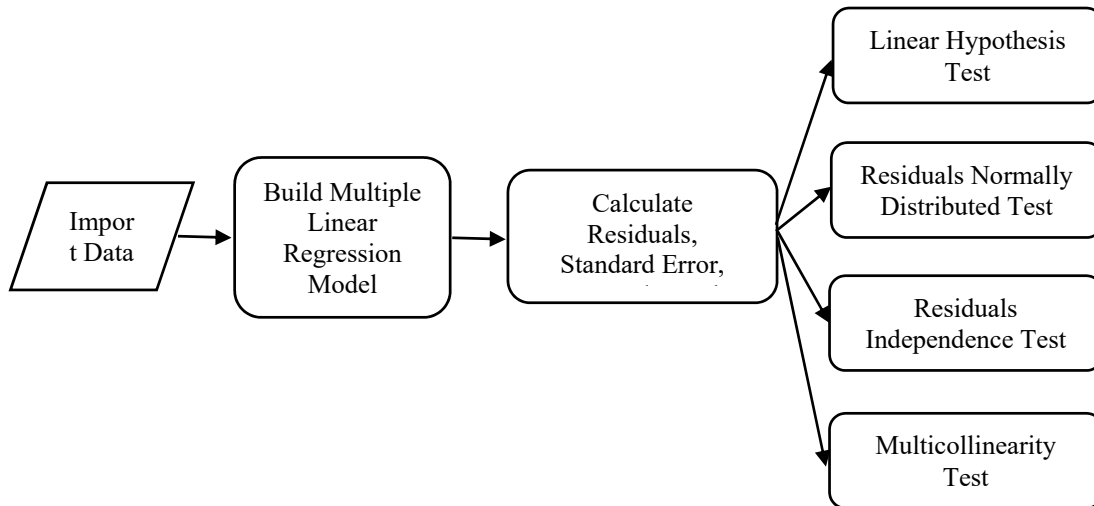 Impor
t Data
Build Multiple
Linear
Regression
Model
Calculate
Residuals,
Standard Error,
Linear Hypothesis
Test
Residuals Normally
Distributed Test
Residuals
Independence Test
Multicollinearity
Test